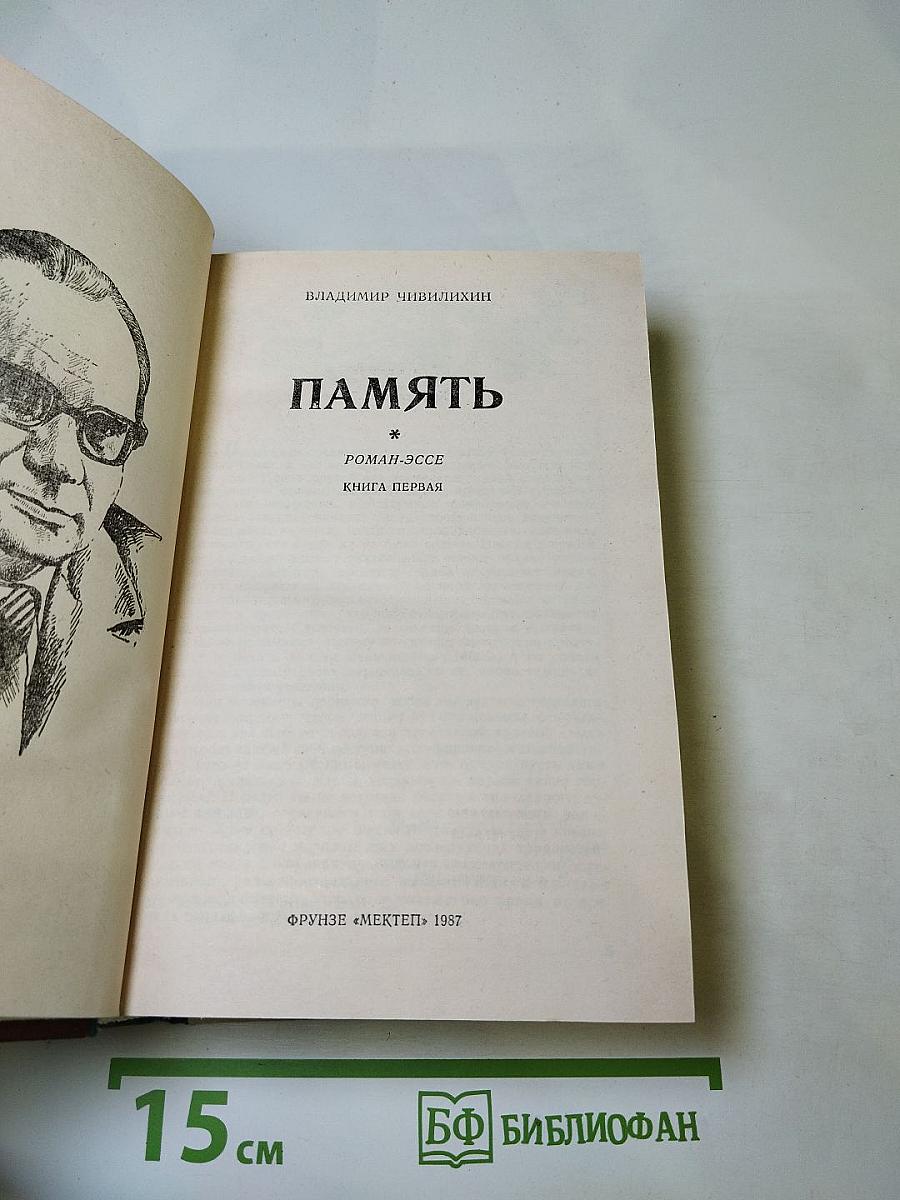 ВЛАДИМИР ЧИВИЛИХИН
ПАМЯТЬ
*
РОМАН-ЭССЕ
КНИГА ПЕРВАЯ
ФРУНЗЕ «МЕКТЕП» 1987
15 см
БФ БИБЛИОФАН